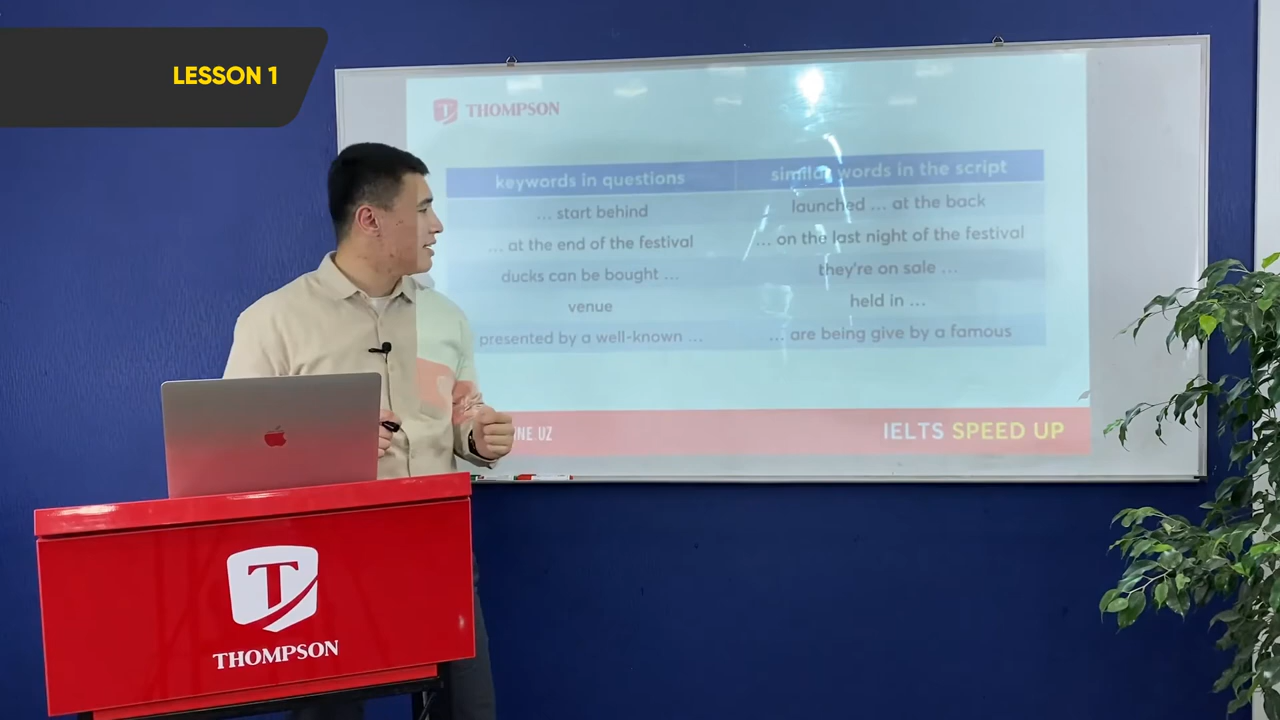 LESSON 1
THOMPSON
keywords in questions
similar words in the script
... start behind
launched ... at the back
... at the end of the festival
... on the last night of the festival
ducks can be bought ...
they're on sale ...
venue
held in ...
presented by a well-known ...
... are being give by a famous
NE.UZ
IELTS SPEED UP
T
THOMPSON